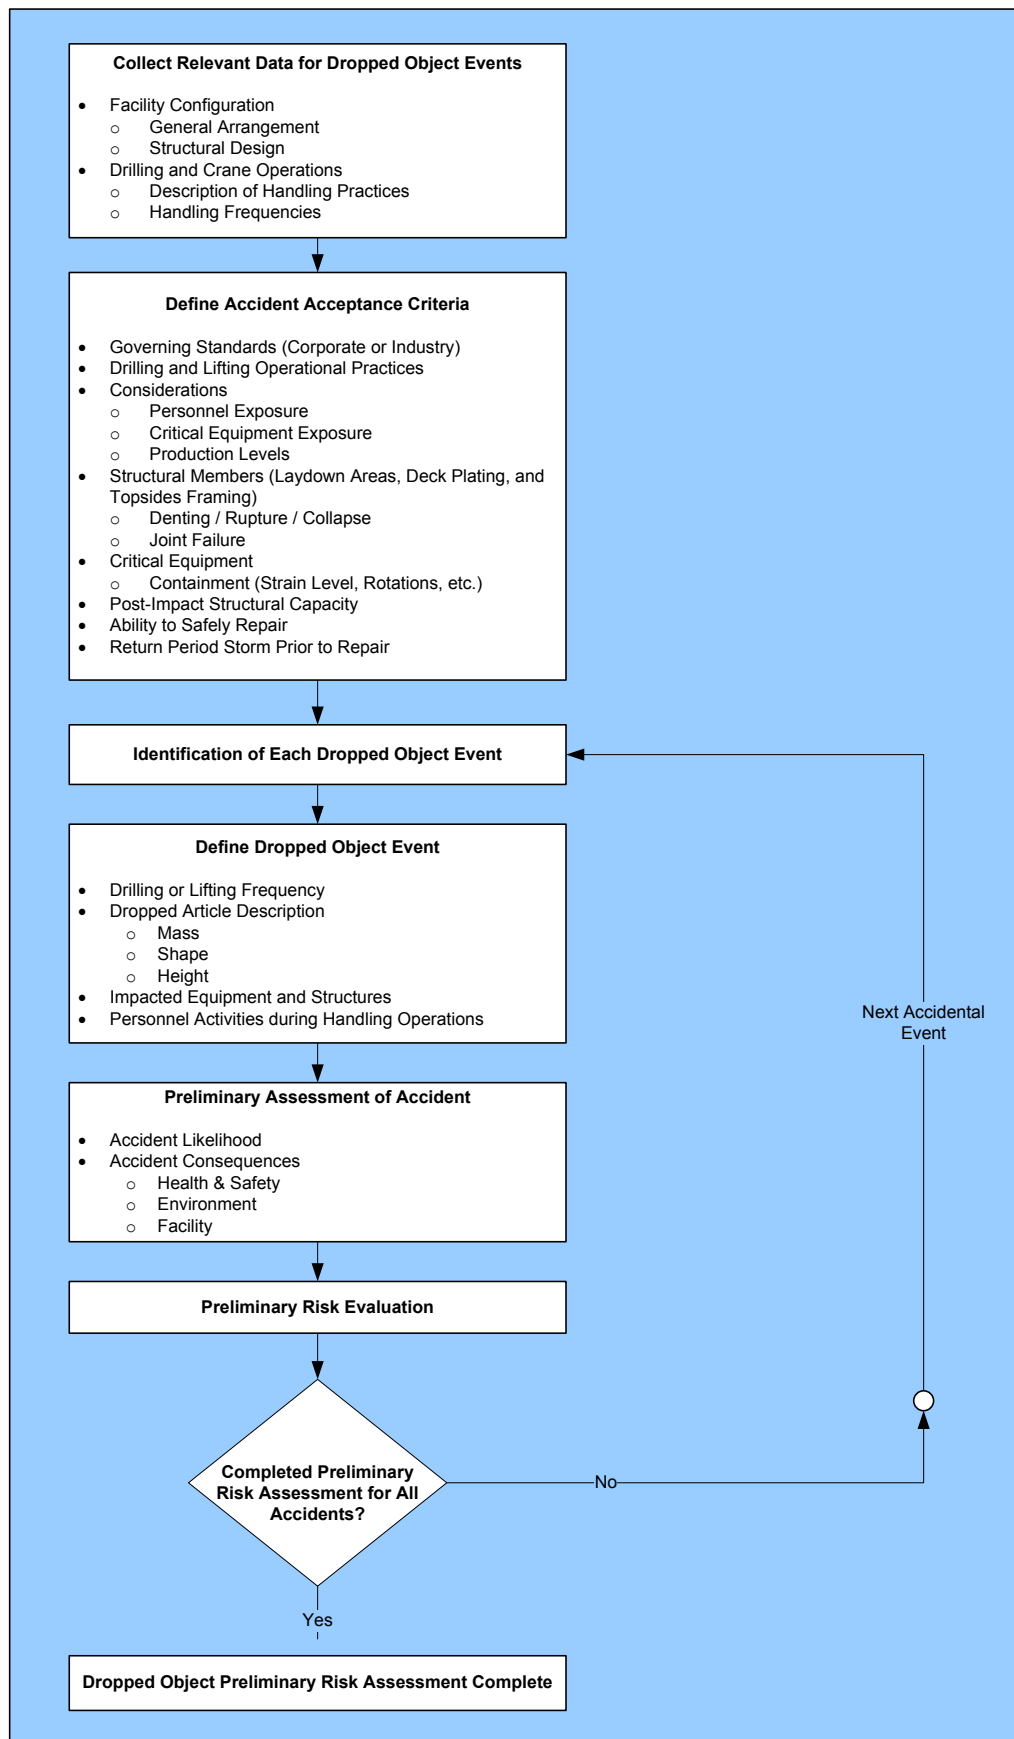 Collect Relevant Data for Dropped Object Events
• Facility Configuration
o General Arrangement
o Structural Design
• Drilling and Crane Operations
o Description of Handling Practices
o Handling Frequencies
Define Accident Acceptance Criteria
• Governing Standards (Corporate or Industry)
• Drilling and Lifting Operational Practices
• Considerations
o Personnel Exposure
o Critical Equipment Exposure
o Production Levels
• Structural Members (Laydown Areas, Deck Plating, and
Topsides Framing)
o Denting / Rupture / Collapse
o Joint Failure
• Critical Equipment
o Containment (Strain Level, Rotations, etc.)
• Post-Impact Structural Capacity
• Ability to Safely Repair
• Return Period Storm Prior to Repair
Identification of Each Dropped Object Event
Define Dropped Object Event
• Drilling or Lifting Frequency
• Dropped Article Description
o Mass
o Shape
o Height
• Impacted Equipment and Structures
• Personnel Activities during Handling Operations
Next Accidental
Event
Preliminary Assessment of Accident
• Accident Likelihood
• Accident Consequences
o Health & Safety
o Environment
o Facility
Preliminary Risk Evaluation
Completed Preliminary
Risk Assessment for All
Accidents?
No
Yes
Dropped Object Preliminary Risk Assessment Complete